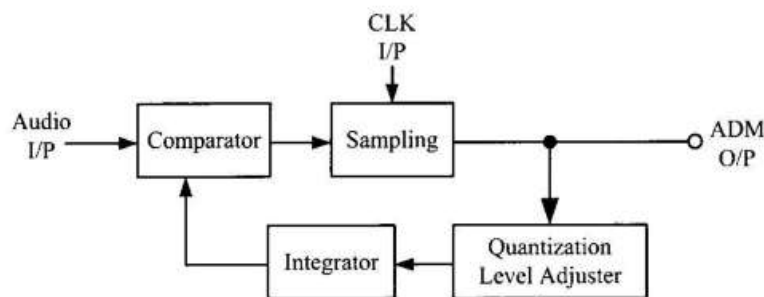 CLK
I/P
Audio
I/P
Comparator
Sampling
ADM
O/P
Integrator
Quantization
Level Adjuster